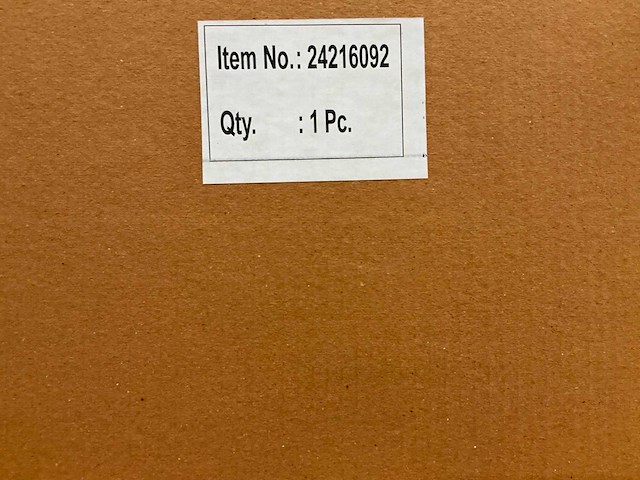 Item No.: 24216092
Qty. : 1 Pc.